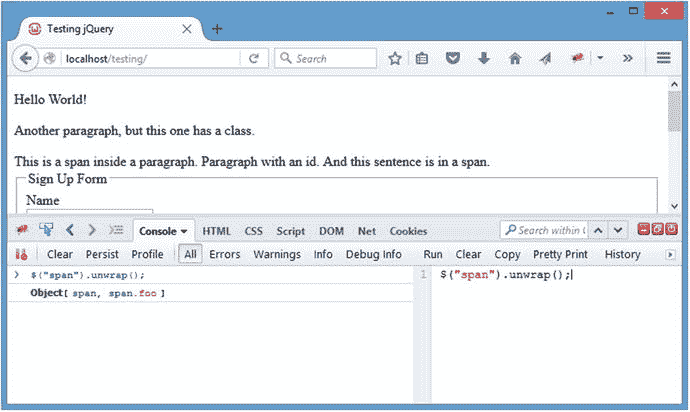 Testing jQuery
localhost/testing/
Search
Hello World!
Another paragraph, but this one has a class.
This is a span inside a paragraph. Paragraph with an id. And this sentence is in a span.
Sign Up Form
Name
Console HTML CSS Script DOM Net Cookies
Search within
Clear Persist Profile All Errors Warnings Info Debug Info Run Clear Copy Pretty Print History
> $("span").unwrap();
Object[ span, span.foo ]
1 $("span").unwrap();